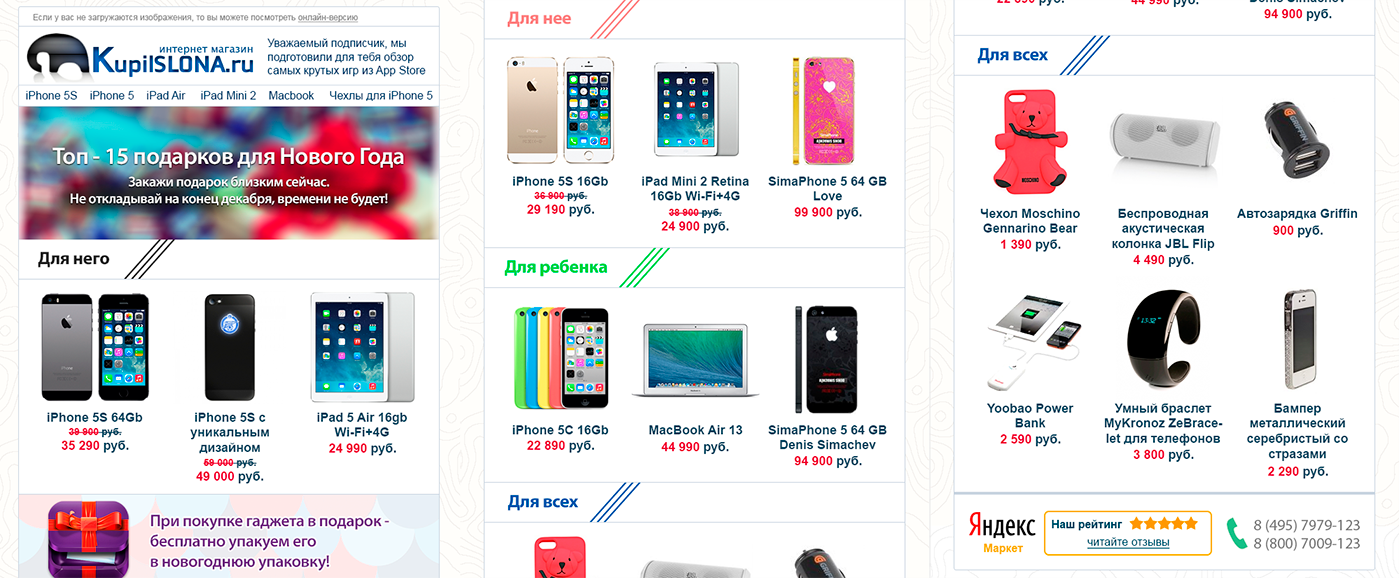 Если у вас не загружаются изображения, то вы можете посмотреть онлайн-версию
интернет магазин
KupiISLONA.ru
Уважаемый подписчик, мы
подготовили для тебя обзор
самых крутых игр из App Store
iPhone 5S iPhone 5 iPad Air iPad Mini 2 Macbook Чехлы для iPhone 5
Топ - 15 подарков для Нового Года
Закажи подарок близким сейчас.
Не откладывай на конец декабря, времени не будет!
Для него
iPhone 5S 64Gb
39 900 руб.
35 290 руб.
iPhone 5S с
уникальным
дизайном
59 000 руб.
49 000 руб.
iPad 5 Air 16gb
Wi-Fi+4G
24 990 руб.
При покупке гаджета в подарок -
бесплатно упакуем его
в новогоднюю упаковку!
Для нее
iPhone 5S 16Gb
36 900 руб.
29 190 руб.
iPad Mini 2 Retina
16Gb Wi-Fi+4G
38 900 руб.
24 900 руб.
SimaPhone 5 64 GB
Love
99 900 руб.
Для ребенка
iPhone 5C 16Gb
22 890 руб.
MacBook Air 13
44 990 руб.
SimaPhone 5 64 GB
Denis Simachev
94 900 руб.
Для всех
94 900 руб.
Для всех
MOSCHINO
Чехол Moschino
Gennarino Bear
1 390 руб.
Беспроводная
акустическая
колонка JBL Flip
4 490 руб.
GRIFFIN
Автозарядка Griffin
900 руб.
Yoobao Power
Bank
2 590 руб.
Умный браслет
MyKronoz ZeBrace-
let для телефонов
3 800 руб.
Бампер
металлический
серебристый со
стразами
2 290 руб.
Яндекс
Маркет
Наш рейтинг
читайте отзывы
8 (495) 7979-123
8 (800) 7009-123